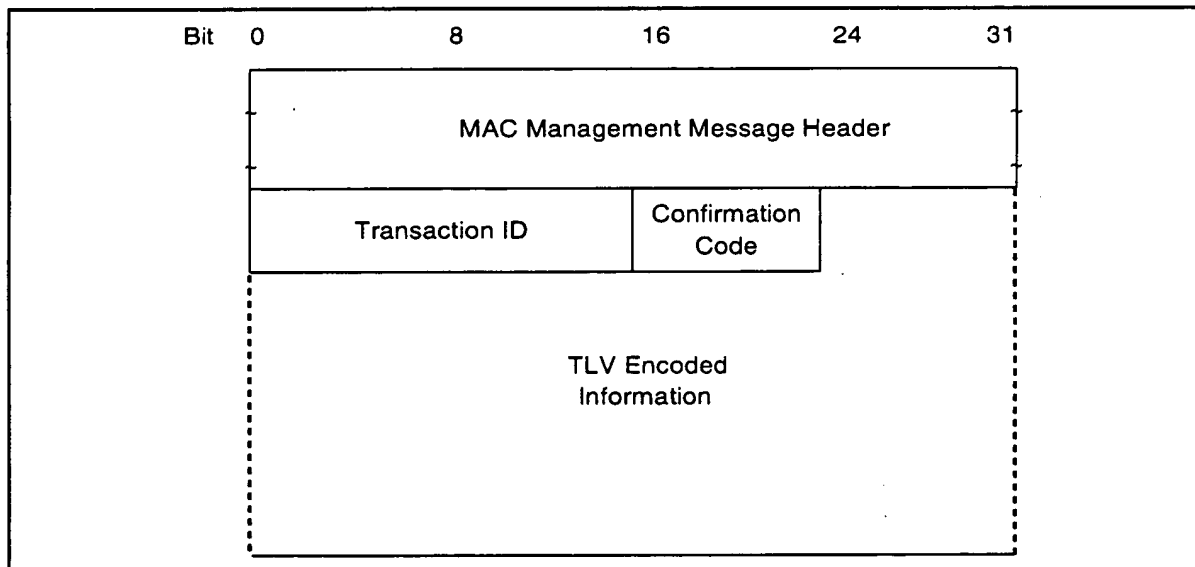 Bit 0 8 16 24 31
MAC Management Message Header
Transaction ID
Confirmation
Code
TLV Encoded
Information